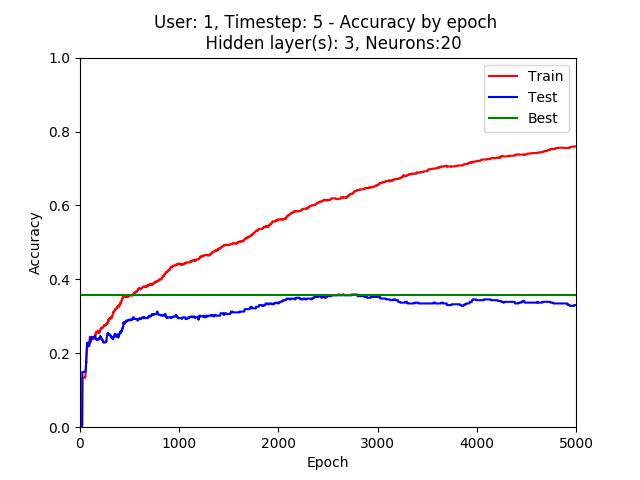 User: 1, Timestep: 5 - Accuracy by epoch
Hidden layer(s): 3, Neurons:20
Train
Test
Best
Accuracy
1.0
0.8
0.6
0.4
0.2
0.0
0 1000 2000 3000 4000 5000
Epoch